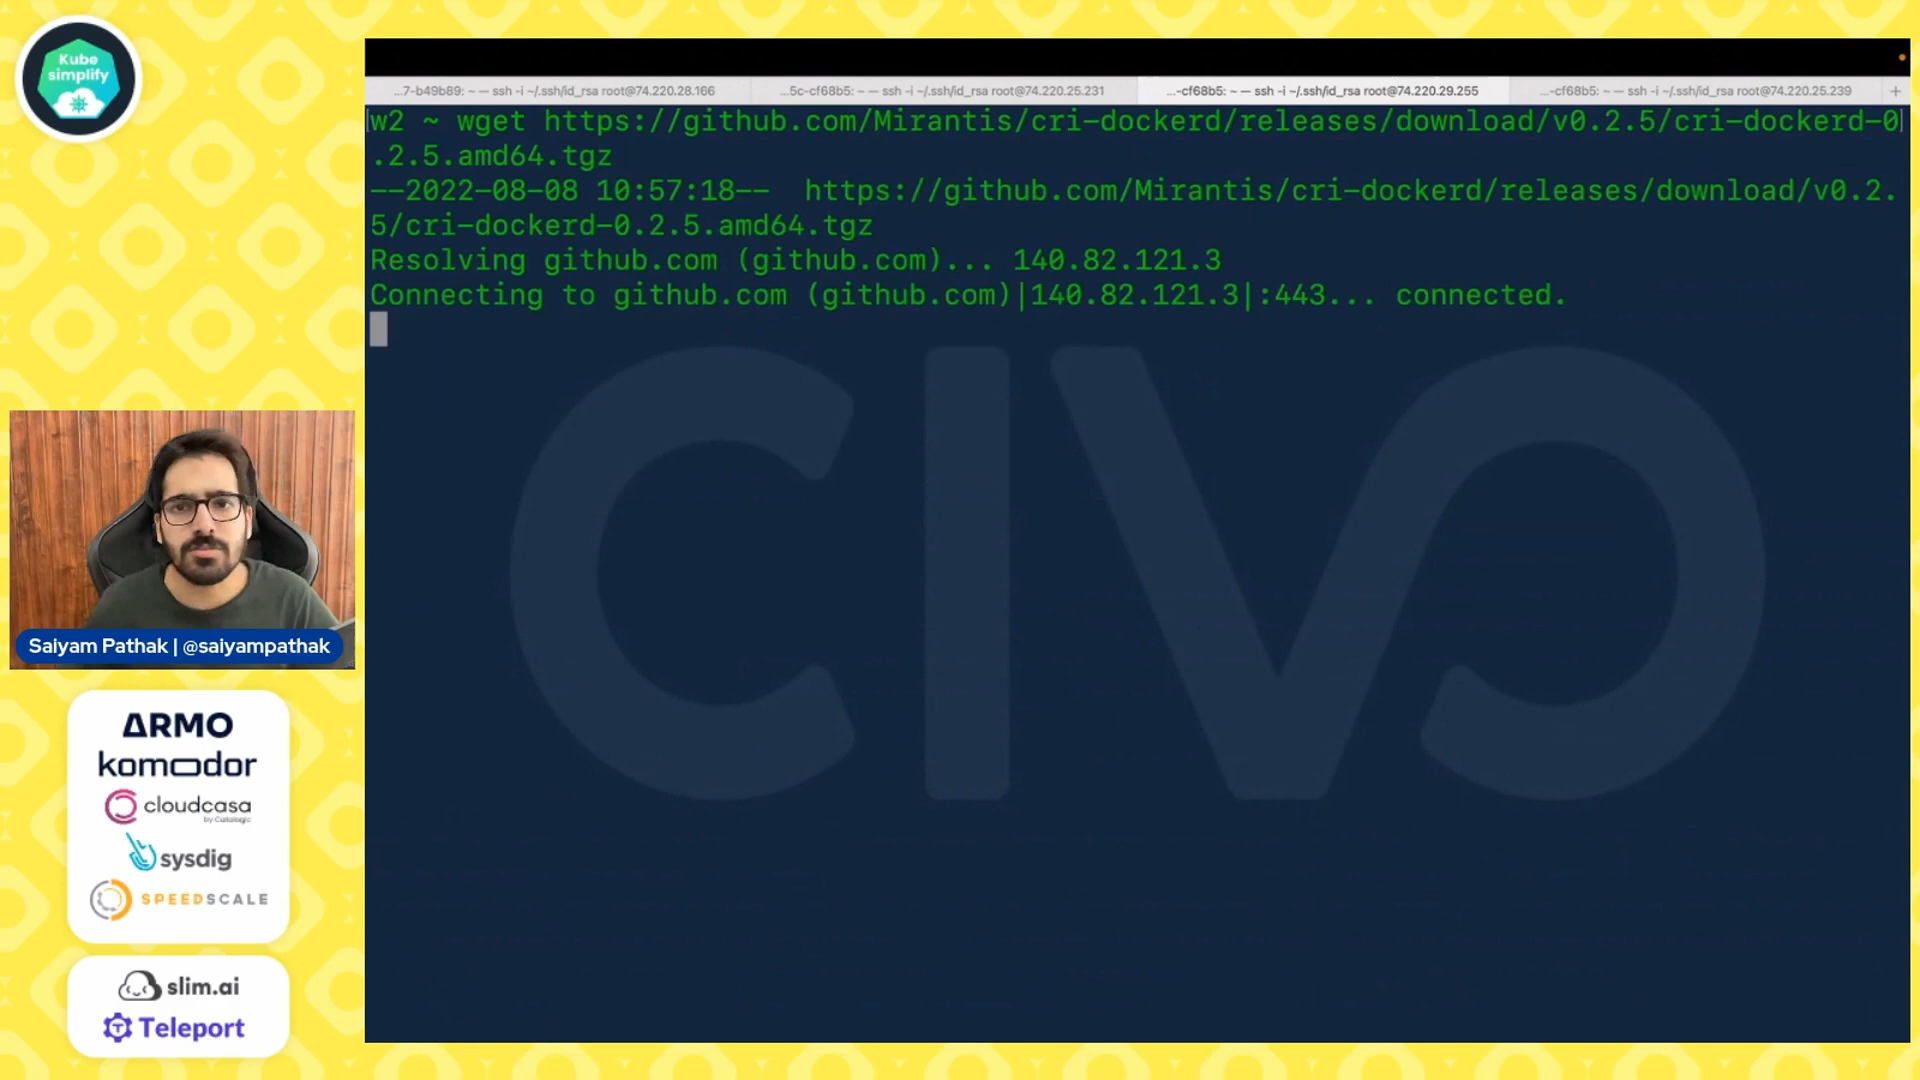 Kube
simplify
...7-b49b89: ~ — ssh -i ~/.ssh/id_rsa root@74.220.28.166
...5c-cf68b5: ~ — ssh -i ~/.ssh/id_rsa root@74.220.25.231
...-cf68b5: ~ — ssh -i ~/.ssh/id_rsa root@74.220.29.255
...-cf68b5: ~ — ssh -i ~/.ssh/id_rsa root@74.220.25.239
+
w2 ~ wget https://github.com/Mirantis/cri-dockerd/releases/download/v0.2.5/cri-dockerd-0
.2.5.amd64.tgz
--2022-08-08 10:57:18--  https://github.com/Mirantis/cri-dockerd/releases/download/v0.2.
5/cri-dockerd-0.2.5.amd64.tgz
Resolving github.com (github.com)... 140.82.121.3
Connecting to github.com (github.com)|140.82.121.3|:443... connected.
CIVO
Saiyam Pathak | @saiyampathak
ARMO
komodor
cloudcasa
by Catalogic
sysdig
SPEEDSCALE
slim.ai
Teleport